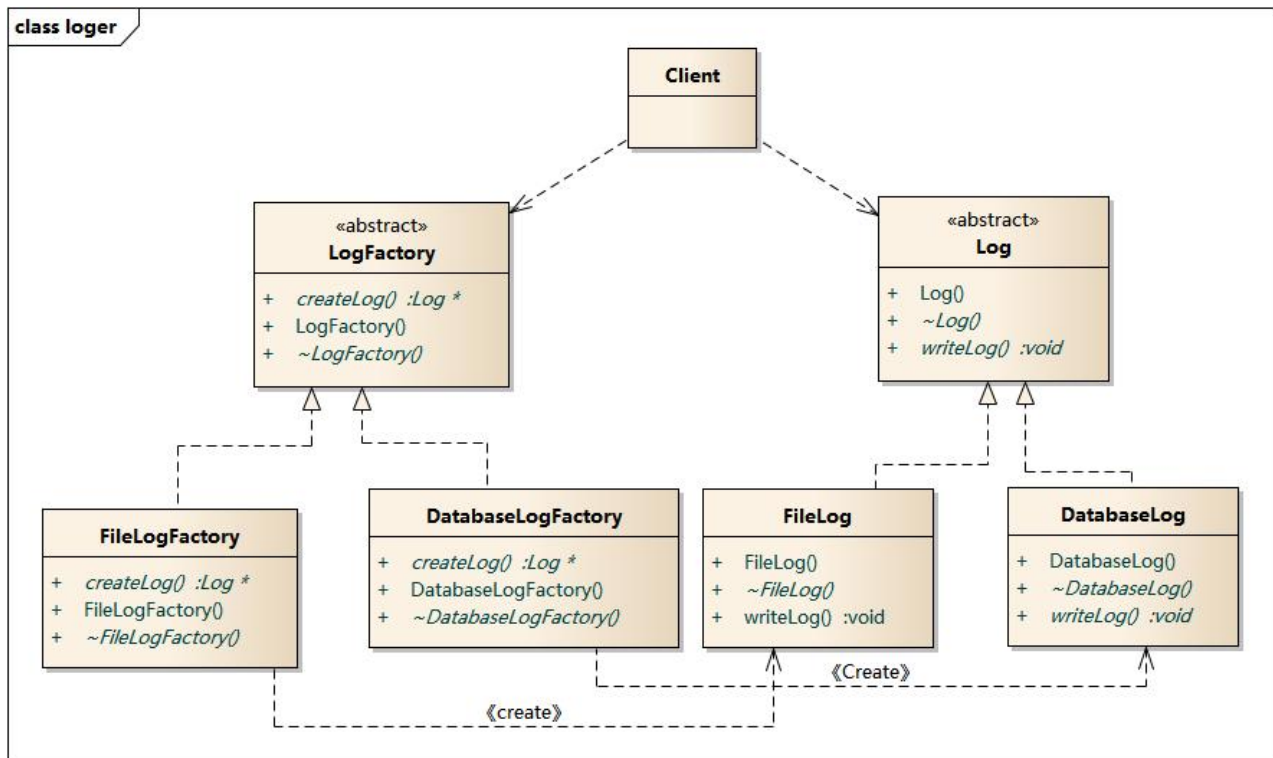 class loger
Client
«abstract»
LogFactory
+ createLog() :Log *
+ LogFactory()
+ ~LogFactory()
«abstract»
Log
+ Log()
+ ~Log()
+ writeLog() :void
FileLogFactory
+ createLog() :Log *
+ FileLogFactory()
+ ~FileLogFactory()
DatabaseLogFactory
+ createLog() :Log *
+ DatabaseLogFactory()
+ ~DatabaseLogFactory()
FileLog
+ FileLog()
+ ~FileLog()
+ writeLog() :void
DatabaseLog
+ DatabaseLog()
+ ~DatabaseLog()
+ writeLog() :void
《Create》
《create》